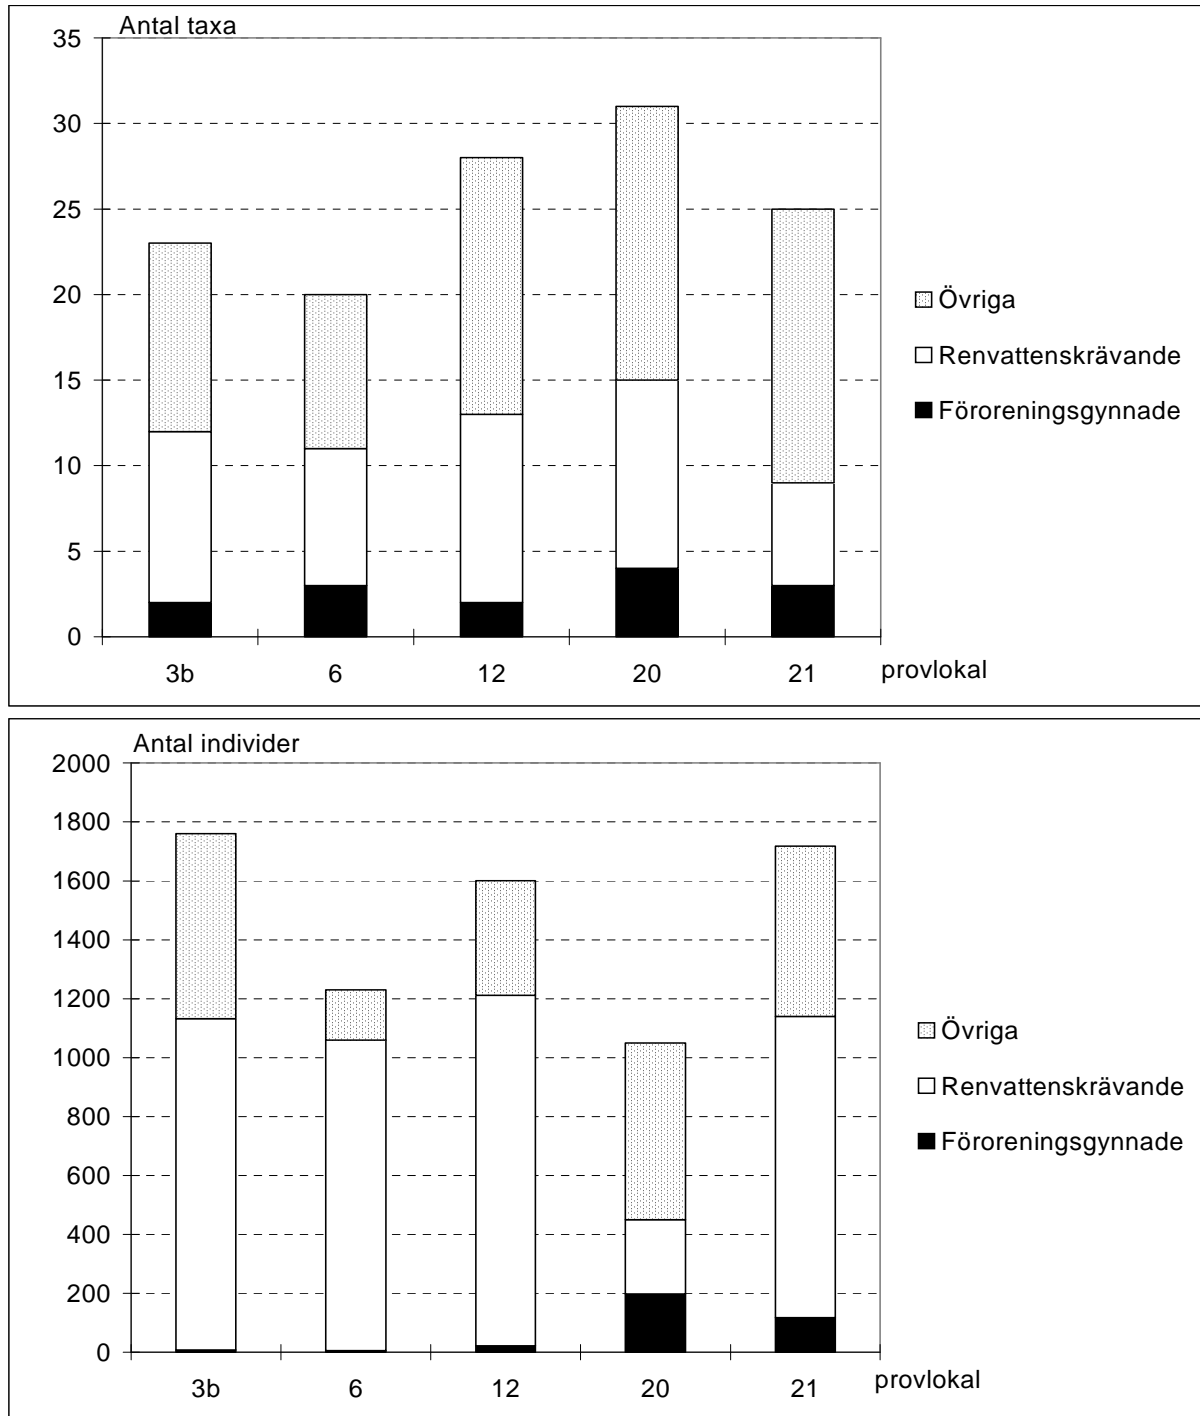 Antal taxa
35
30
25
20
15
10
5
0
3b 6 12 20 21 provlokal
Övriga
Renvattenskrävande
Föroreningsgynnade
Antal individer
2000
1800
1600
1400
1200
1000
800
600
400
200
0
3b 6 12 20 21 provlokal
Övriga
Renvattenskrävande
Föroreningsgynnade